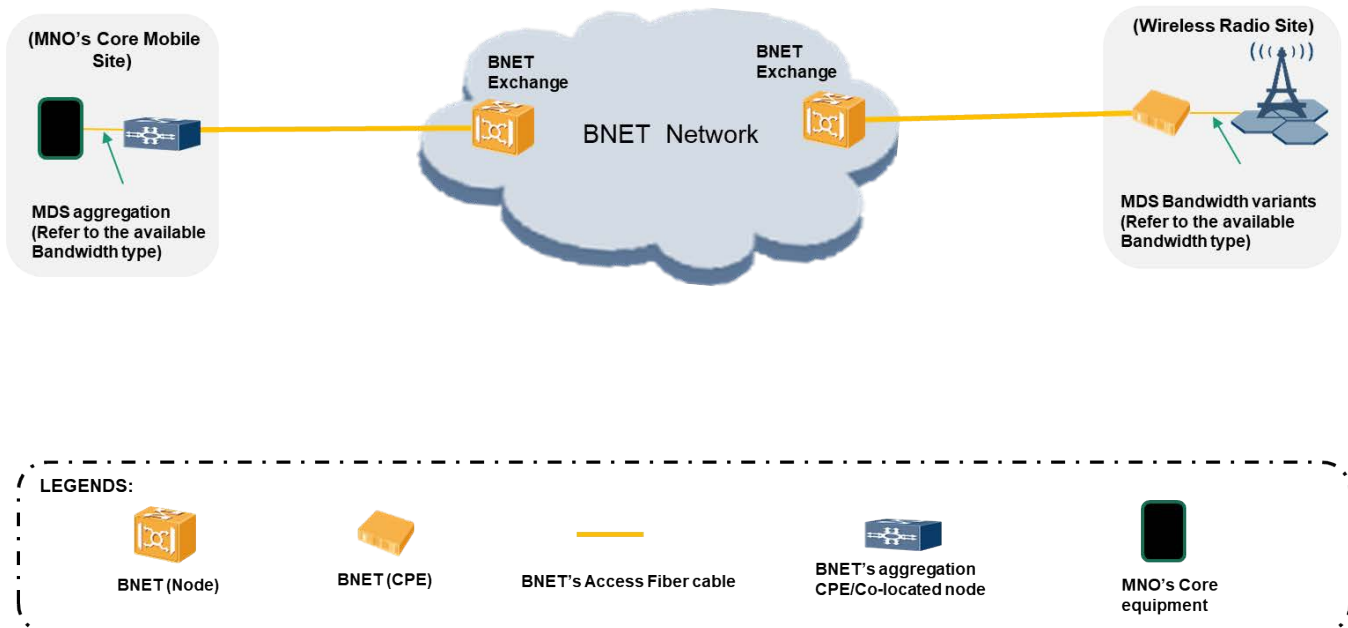 (MNO's Core Mobile
Site)
MDS aggregation
(Refer to the available
Bandwidth type)
BNET
Exchange
BNET
Exchange
BNET Network
(Wireless Radio Site)
MDS Bandwidth variants
(Refer to the available
Bandwidth type)
LEGENDS:
BNET (Node)
BNET (CPE)
BNET's Access Fiber cable
BNET's aggregation
CPE/Co-located node
MNO's Core
equipment